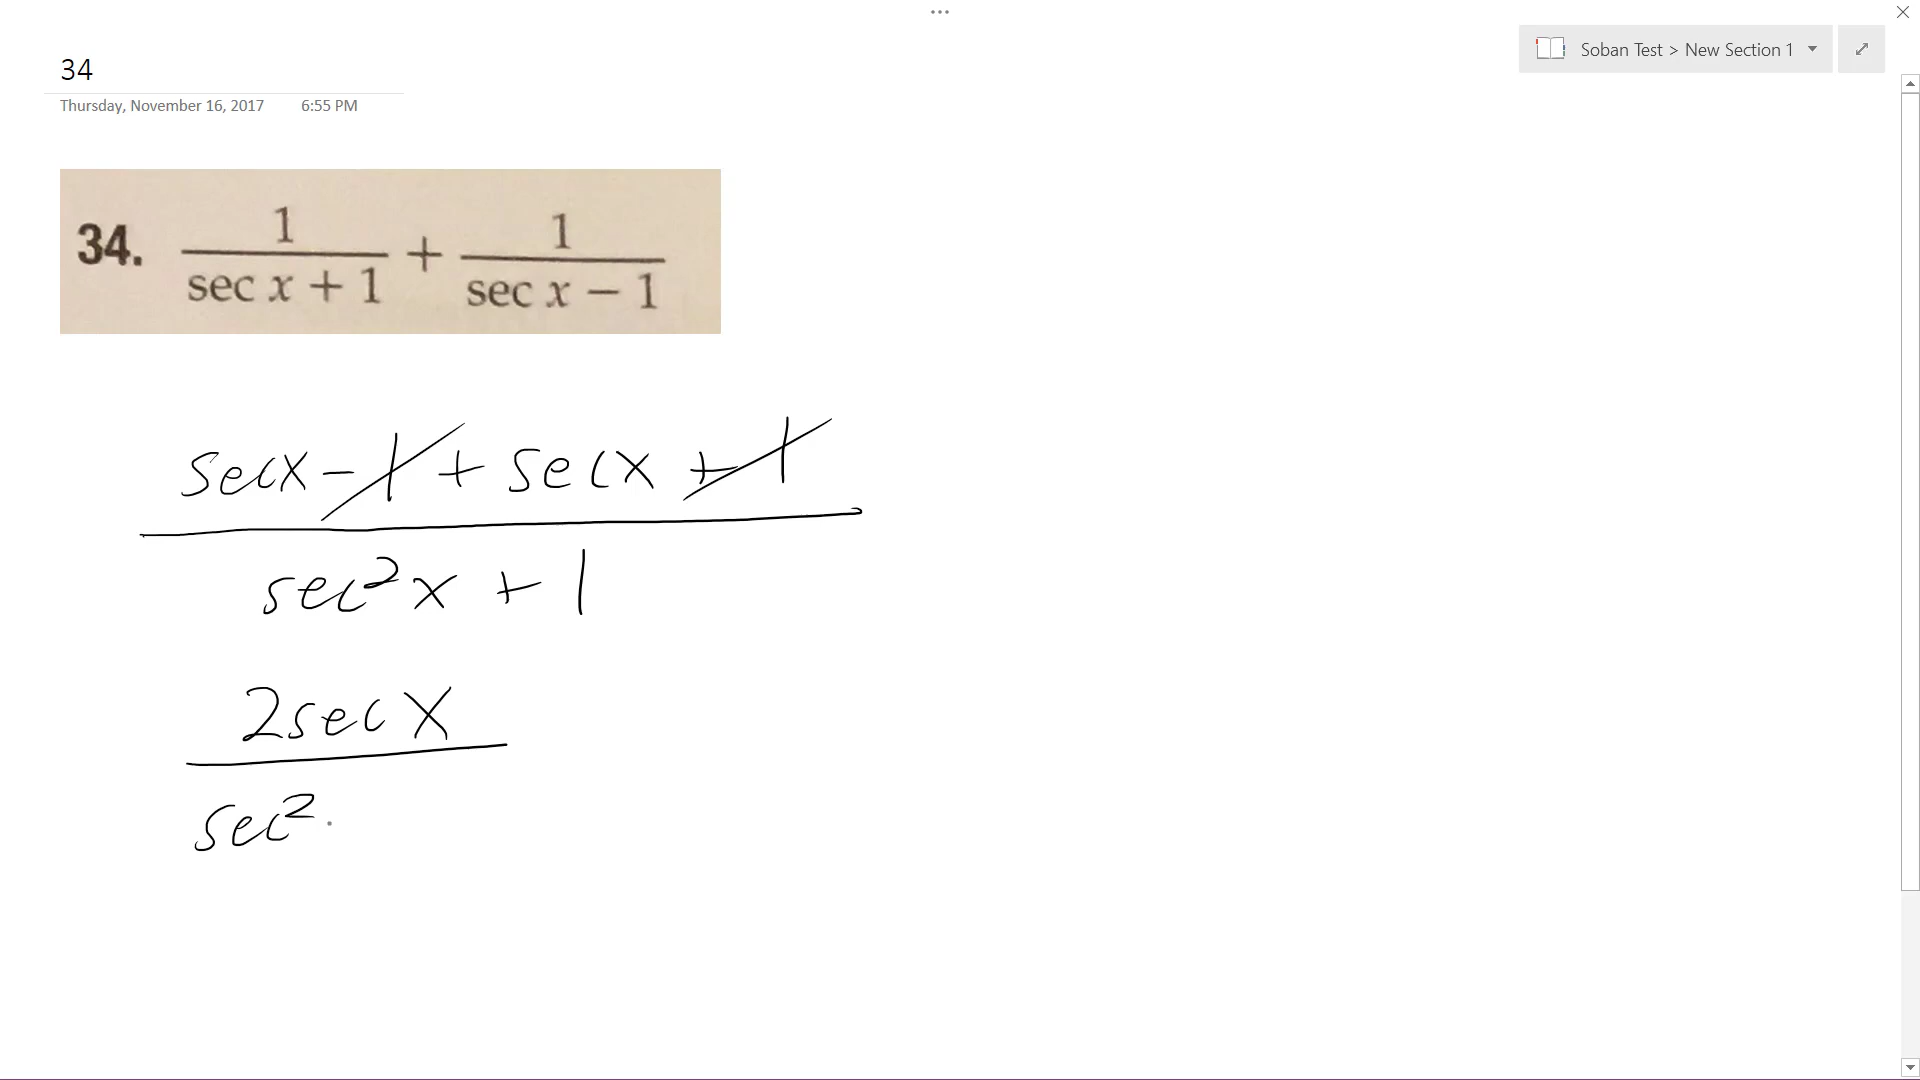 ...
Soban Test > New Section 1
34
Thursday, November 16, 2017 6:55 PM
34. 1/(sec x + 1) + 1/(sec x − 1)
secx - 1 + secx + 1
sec²x + 1
2secx
sec²